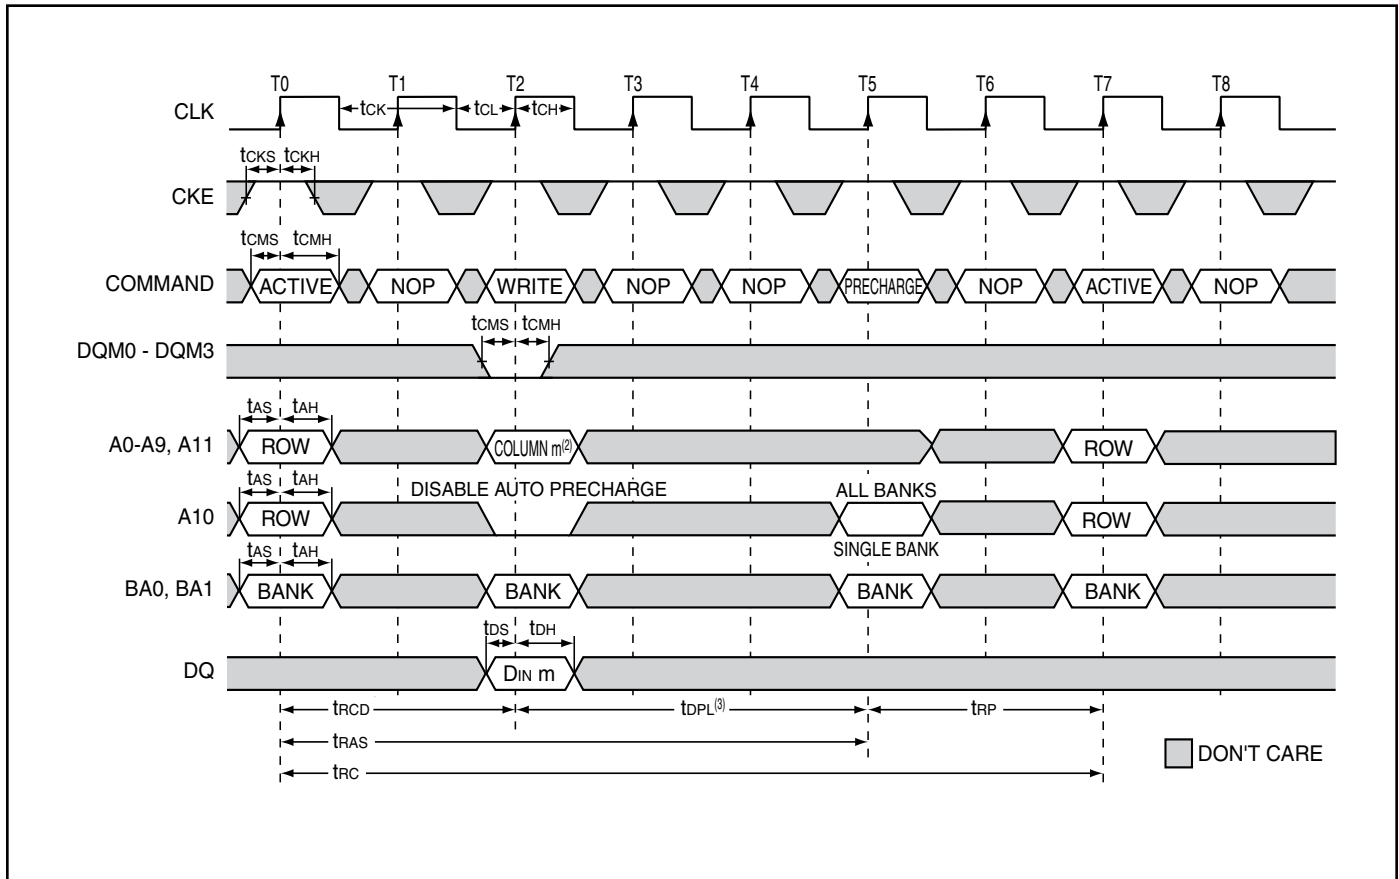 T0 T1 T2 T3 T4 T5 T6 T7 T8
CLK tCK tCL tCH
tCKS tCKH
CKE
tCMS tCMH
COMMAND ACTIVE NOP WRITE NOP NOP PRECHARGE NOP ACTIVE NOP
tCMS tCMH
DQM0 - DQM3
tAS tAH
A0-A9, A11 ROW COLUMN m(2) ROW
tAS tAH DISABLE AUTO PRECHARGE ALL BANKS
A10 ROW ROW
tAS tAH SINGLE BANK
BA0, BA1 BANK BANK BANK BANK
tDS tDH
DQ DIN m
tRCD tDPL(3) tRP
tRAS
DON'T CARE
tRC